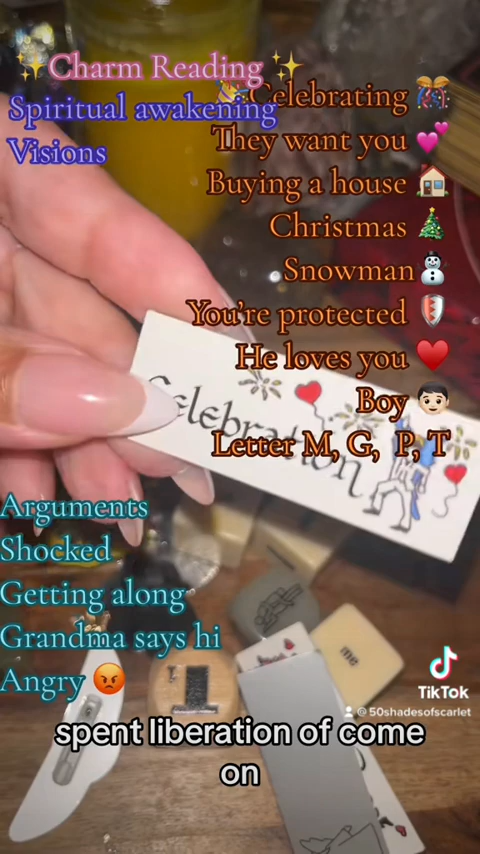 ✨Charm Reading ✨
Spiritual awakening
Visions
🎉Celebrating 🎊
They want you 💕
Buying a house 🏠
Christmas 🎄
Snowman⛄
You're protected 🛡️
He loves you ♥️
Boy 👦🏻
Letter M, G, P, T
Celebration
Arguments
Shocked
Getting along
Grandma says hi
Angry 😡
me
TikTok
@ 50shadesofscarlet
spent liberation of come
on